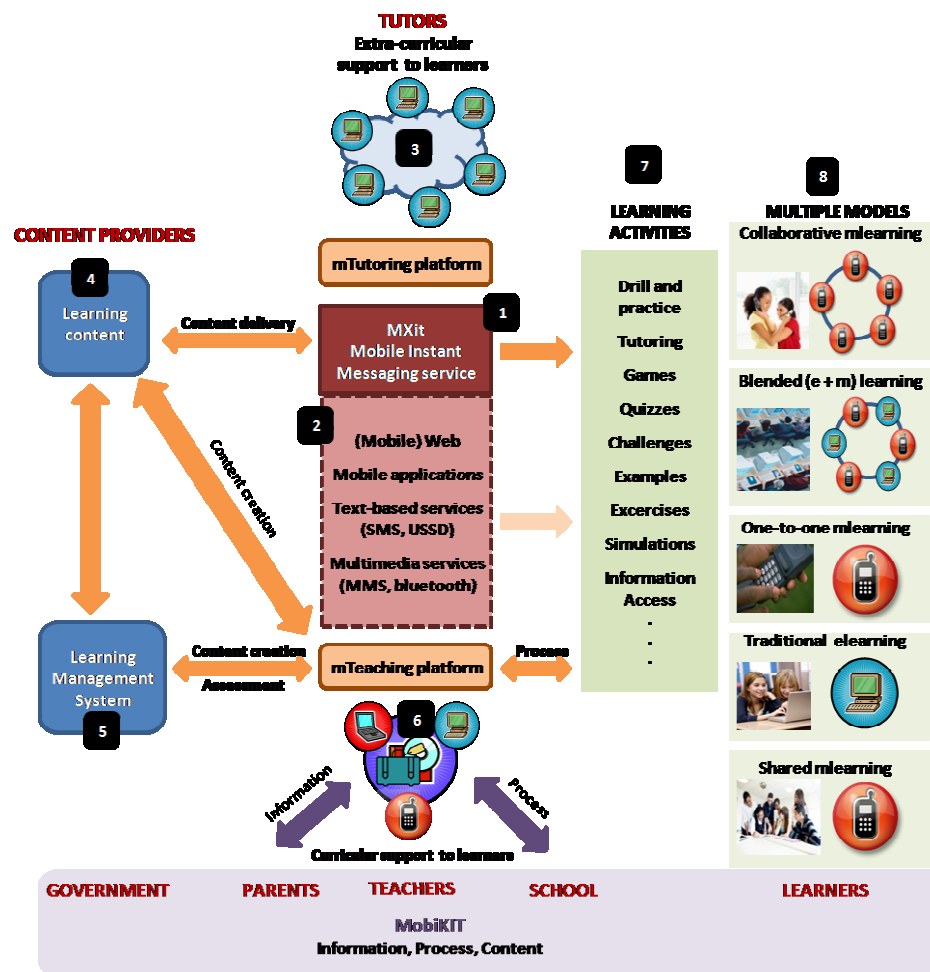 TUTORS
Extra-curricular
support to learners
3
7
8
LEARNING
ACTIVITIES
MULTIPLE MODELS
CONTENT PROVIDERS
4
Learning
content
Content delivery
mTutoring platform
1
MXit
Mobile Instant
Messaging service
2
(Mobile) Web
Mobile applications
Text-based services
(SMS, USSD)
Multimedia services
(MMS, bluetooth)
Content creation
Drill and
practice
Tutoring
Games
Quizzes
Challenges
Examples
Excercises
Simulations
Information
Access
.
.
.
Collaborative mlearning
Blended (e + m) learning
One-to-one mlearning
Traditional elearning
Shared mlearning
Learning
Management
System
5
Content creation
Assessment
mTeaching platform
Process
6
Information
Process
Curricular support to learners
GOVERNMENT
PARENTS
TEACHERS
SCHOOL
LEARNERS
MobiKIT
Information, Process, Content